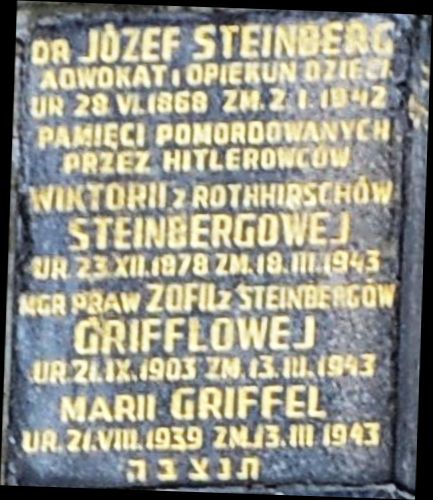 DR JÓZEF STEINBERG
ADWOKAT I OPIEKUN DZIECI
UR 28 VI.1868 ZM. 2 I. 1942
PAMIĘCI POMORDOWANYCH
PRZEZ HITLEROWCÓW
WIKTORII z ROTHHIRSCHÓW
STEINBERGOWEJ
UR. 23.XII.1878 ZM.18.III.1943
MGR PRAW ZOFII z STEINBERGÓW
GRIFFLOWEJ
UR.21.IX.1903 ZM.13.III.1943
MARII GRIFFEL
UR.21.VIII.1939 ZM.13.III 1943
ת נ צ ב ה